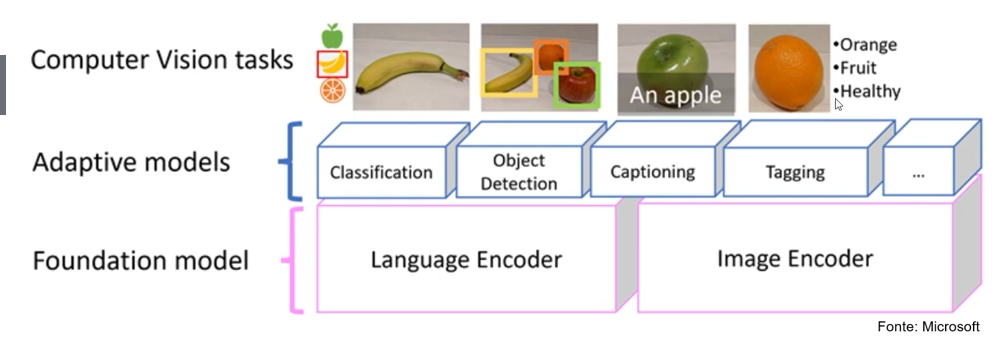 Computer Vision tasks
An apple
•Orange
•Fruit
•Healthy
Adaptive models
Classification
Object
Detection
Captioning
Tagging
...
Foundation model
Language Encoder
Image Encoder
Fonte: Microsoft